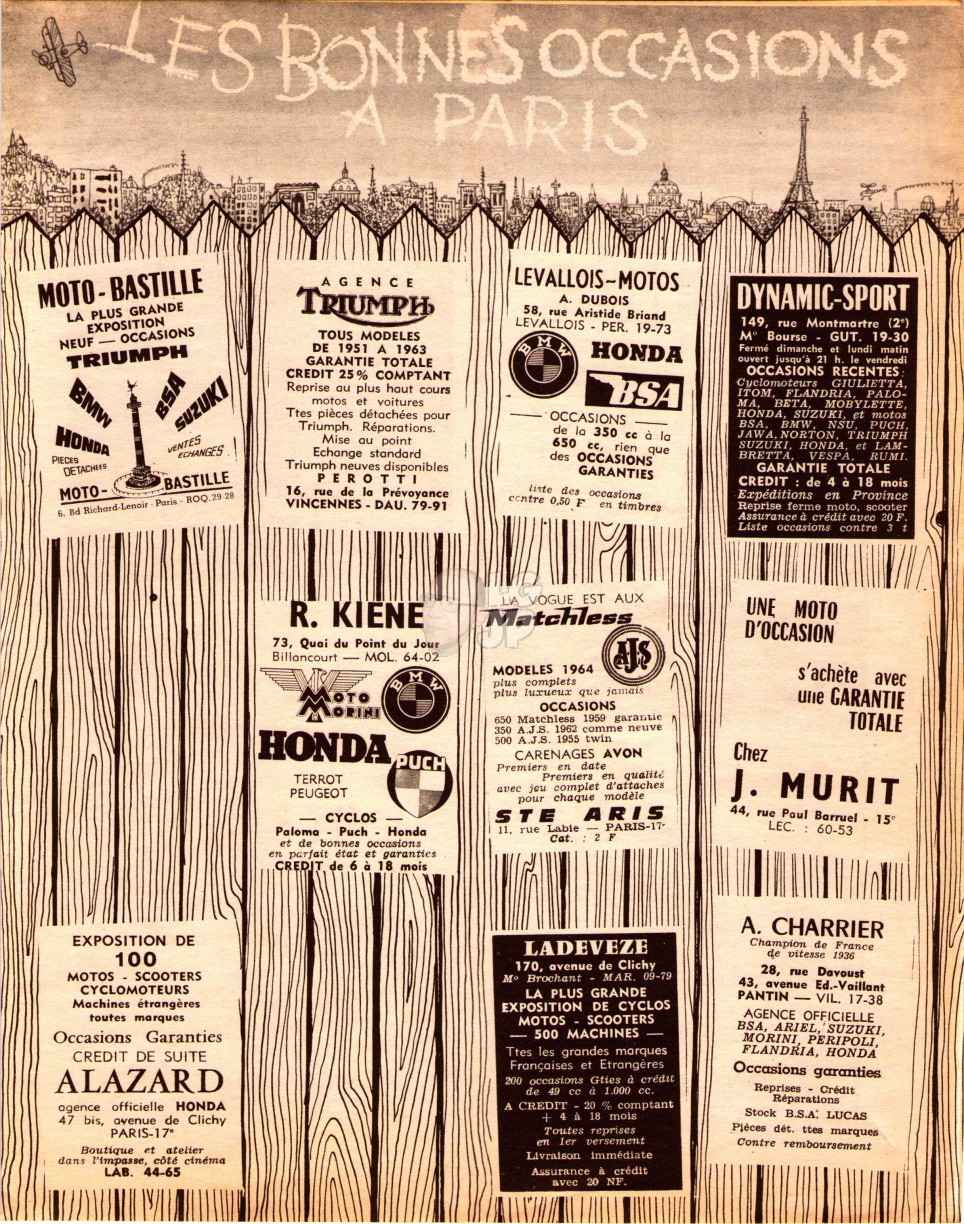 LES BONNES OCCASIONS
A PARIS
MOTO - BASTILLE
LA PLUS GRANDE
EXPOSITION
NEUF — OCCASIONS
TRIUMPH
BMW
BSA
SUZUKI
HONDA
PIECES
DETACHEES
VENTES
ECHANGES.
MOTO- BASTILLE
6, Bd Richard-Lenoir - Paris - ROQ. 29 28
AGENCE
TRIUMPH
TOUS MODELES
DE 1951 A 1963
GARANTIE TOTALE
CREDIT 25 % COMPTANT
Reprise au plus haut cours
motos et voitures
Ttes pièces détachées pour
Triumph. Réparations.
Mise au point
Echange standard
Triumph neuves disponibles
PEROTTI
16, rue de la Prévoyance
VINCENNES - DAU. 79-91
LEVALLOIS-MOTOS
A. DUBOIS
58, rue Aristide Briand
LEVALLOIS - PER. 19-73
BMW
HONDA
BSA
— OCCASIONS
de la 350 cc à la
650 cc, rien que
des OCCASIONS
GARANTIES
liste des occasions
contre 0,50 F en timbres
DYNAMIC-SPORT
149, rue Montmartre (2e)
Mo Bourse - GUT. 19-30
Fermé dimanche et lundi matin
ouvert jusqu'à 21 h. le vendredi
OCCASIONS RECENTES:
Cyclomoteurs GIULIETTA,
ITOM, FLANDRIA, PALO-
MA, BETA, MOBYLETTE,
HONDA, SUZUKI, et motos
BSA, BMW, NSU, PUCH,
JAWA, NORTON, TRIUMPH
SUZUKI, HONDA, et LAM-
BRETTA, VESPA, RUMI.
GARANTIE TOTALE
CREDIT : de 4 à 18 mois
Expéditions en Province
Reprise ferme moto, scooter
Assurance à crédit avec 20 F.
Liste occasions contre 3 t
R. KIENE
73, Quai du Point du Jour
Billancourt — MOL. 64-02
MOTO
MORINI
BMW
HONDA
PUCH
TERROT
PEUGEOT
— CYCLOS —
Paloma - Puch - Honda
et de bonnes occasions
en parfait état et garanties
CREDIT de 6 à 18 mois
LA VOGUE EST AUX
Matchless
AJS
MODELES 1964
plus complets
plus luxueux que jamais
OCCASIONS
650 Matchless 1959 garantie
350 A.J.S. 1962 comme neuve
500 A.J.S. 1955 twin
CARENAGES AVON
Premiers en date
Premiers en qualité
avec jeu complet d'attaches
pour chaque modèle
STE ARIS
11, rue Labie — PARIS-17e
Cat. : 2 F
UNE MOTO
D'OCCASION
s'achète avec
une GARANTIE
TOTALE
Chez
J. MURIT
44, rue Paul Barruel - 15e
LEC. : 60-53
EXPOSITION DE
100
MOTOS - SCOOTERS
CYCLOMOTEURS
Machines étrangères
toutes marques
Occasions Garanties
CREDIT DE SUITE
ALAZARD
agence officielle HONDA
47 bis, avenue de Clichy
PARIS-17e
Boutique et atelier
dans l'impasse, côté cinéma
LAB. 44-65
LADEVEZE
170, avenue de Clichy
Mo Brochant - MAR. 09-79
LA PLUS GRANDE
EXPOSITION DE CYCLOS
MOTOS - SCOOTERS
— 500 MACHINES —
Ttes les grandes marques
Françaises et Etrangères
200 occasions Gties à crédit
de 49 cc à 1.000 cc.
A CREDIT - 20 % comptant
+ 4 à 18 mois
Toutes reprises
en 1er versement
Livraison immédiate
Assurance à crédit
avec 20 NF.
A. CHARRIER
Champion de France
de vitesse 1936
28, rue Davoust
43, avenue Ed.-Vaillant
PANTIN — VIL. 17-38
AGENCE OFFICIELLE
BSA, ARIEL, SUZUKI,
MORINI, PERIPOLI,
FLANDRIA, HONDA
Occasions garanties
Reprises - Crédit
Réparations
Stock B.S.A. LUCAS
Pièces dét. ttes marques
Contre remboursement